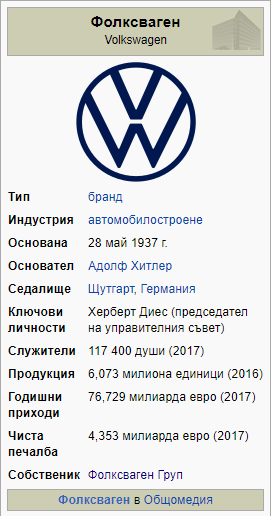 Фолксваген
Volkswagen
Тип бранд
Индустрия автомобилостроене
Основана 28 май 1937 г.
Основател Адолф Хитлер
Седалище Щутгарт, Германия
Ключови Херберт Диес (председател
личности на управителния съвет)
Служители 117 400 души (2017)
Продукция 6,073 милиона единици (2016)
Годишни 76,729 милиарда евро (2017)
приходи
Чиста 4,353 милиарда евро (2017)
печалба
Собственик Фолксваген Груп
Фолксваген в Общомедия